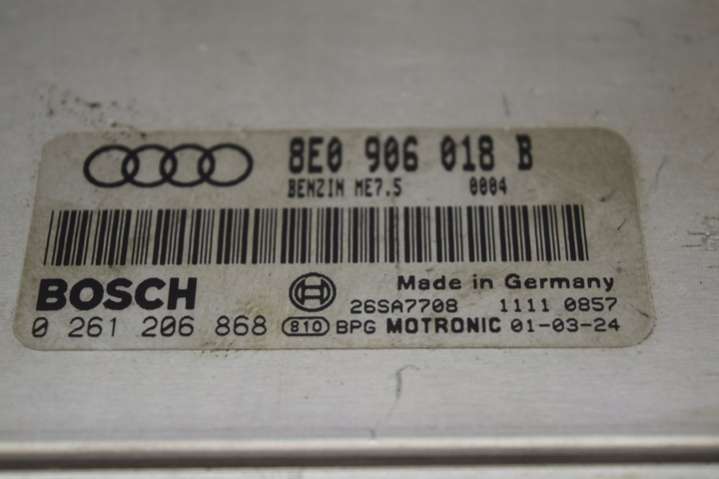 8E0 906 018 B
BENZIN ME7.5 0004
BOSCH
Made in Germany
26SA7708 1111 0857
0 261 206 868 810 BPG MOTRONIC 01-03-24